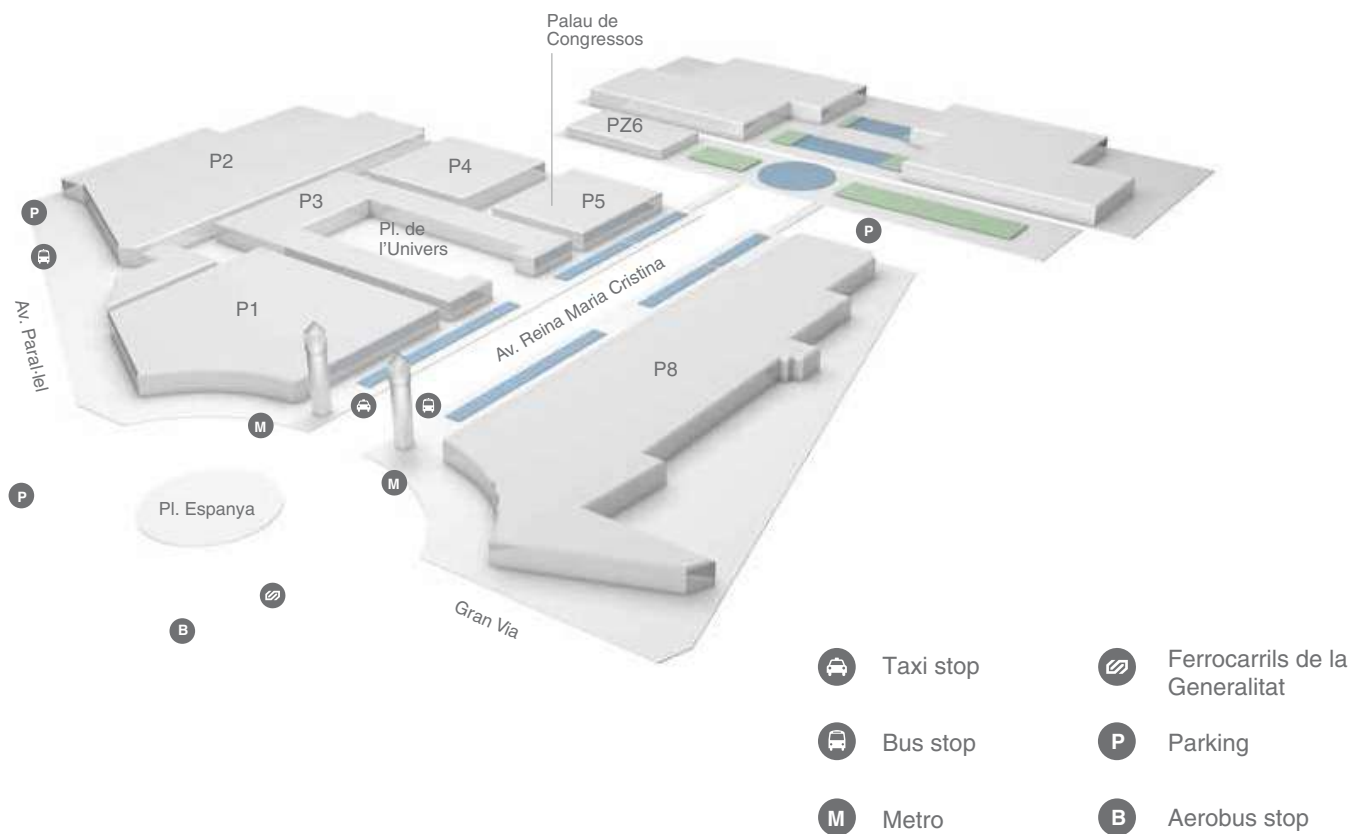 Palau de
Congressos
PZ6
P2
P4
P3
P5
P
Pl. de
l'Univers
P
P1
Av. Reina Maria Cristina
Av. Paral·lel
P8
M
M
P
Pl. Espanya
Gran Via
B
Taxi stop
Ferrocarrils de la
Generalitat
Bus stop
P
Parking
M
Metro
B
Aerobus stop